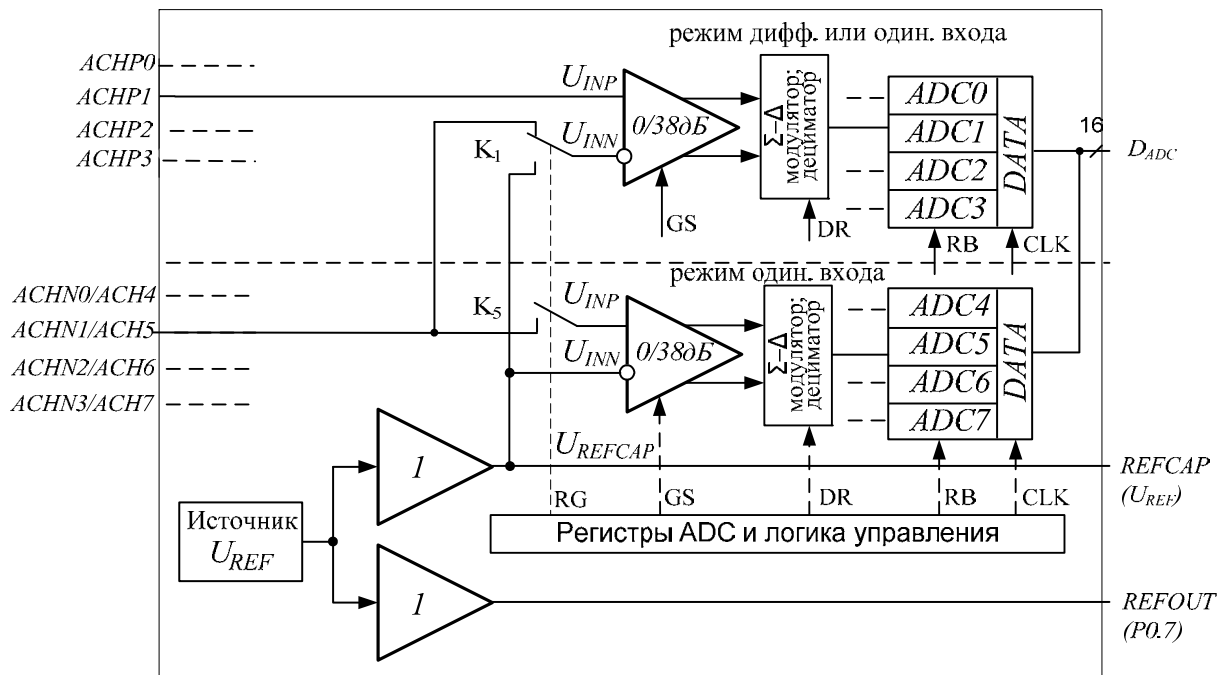 режим дифф. или один. входа
ACHP0
ACHP1
ACHP2
ACHP3
U_INP
U_INN
K1
0/38дБ
GS
Σ–Δ
модулятор;
дециматор
DR
ADC0
ADC1
ADC2
ADC3
DATA
RB
CLK
16
D_ADC
режим один. входа
ACHN0/ACH4
ACHN1/ACH5
ACHN2/ACH6
ACHN3/ACH7
K5
U_INP
U_INN
0/38дБ
Σ–Δ
модулятор;
дециматор
ADC4
ADC5
ADC6
ADC7
DATA
1
U_REFCAP
REFCAP
(U_REF)
RG
GS
DR
RB
CLK
Источник
U_REF
Регистры ADC и логика управления
1
REFOUT
(P0.7)